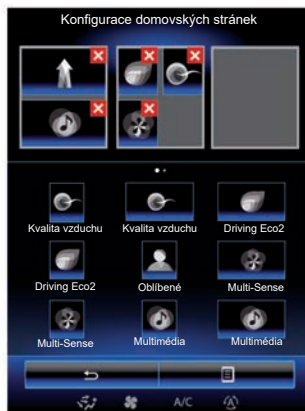 Konfigurace domovských stránek
Kvalita vzduchu Kvalita vzduchu Driving Eco2
Driving Eco2 Oblíbené Multi-Sense
Multi-Sense Multimédia Multimédia
A/C